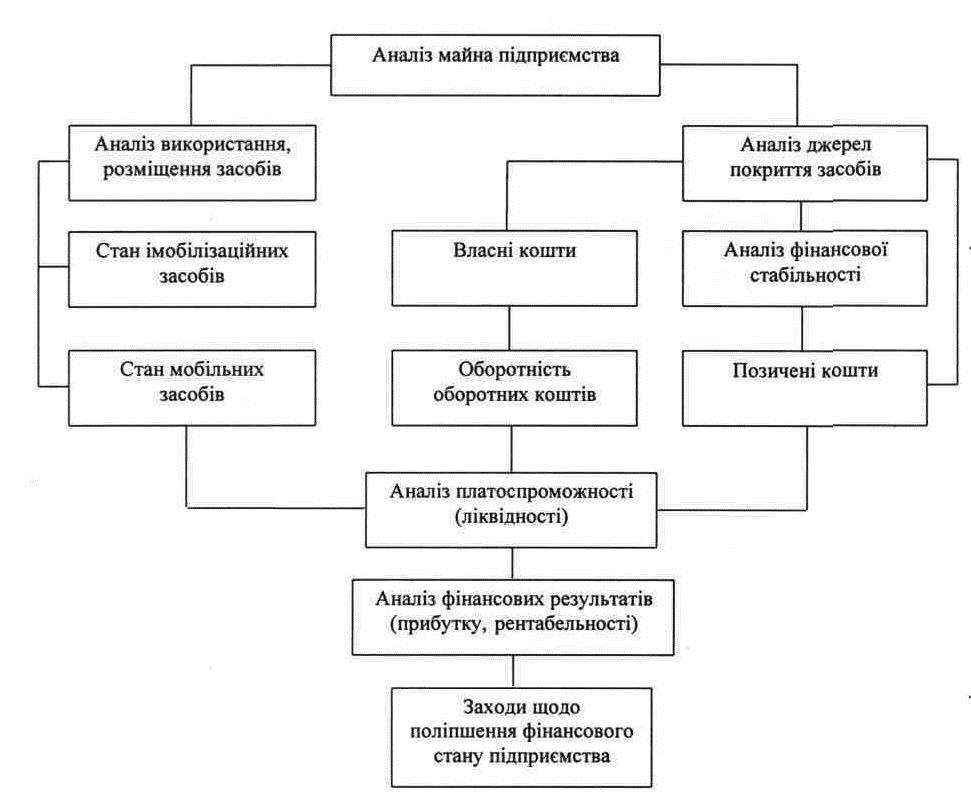 Аналіз майна підприємства
Аналіз використання,
розміщення засобів
Аналіз джерел
покриття засобів
Стан імобілізаційних
засобів
Власні кошти
Аналіз фінансової
стабільності
Стан мобільних
засобів
Оборотність
оборотних коштів
Позичені кошти
Аналіз платоспроможності
(ліквідності)
Аналіз фінансових результатів
(прибутку, рентабельності)
Заходи щодо
поліпшення фінансового
стану підприємства